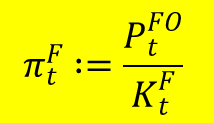 π_t^F := P_t^{FO} / K_t^F